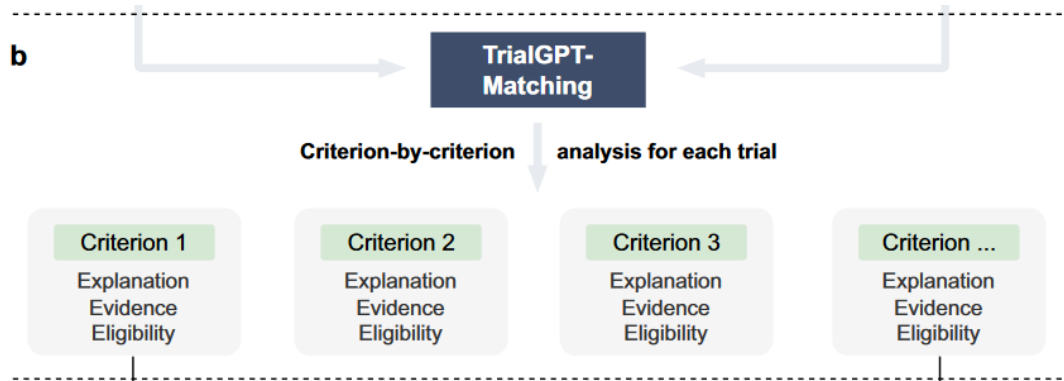 b
TrialGPT-
Matching
Criterion-by-criterion analysis for each trial
Criterion 1
Explanation
Evidence
Eligibility
Criterion 2
Explanation
Evidence
Eligibility
Criterion 3
Explanation
Evidence
Eligibility
Criterion ...
Explanation
Evidence
Eligibility